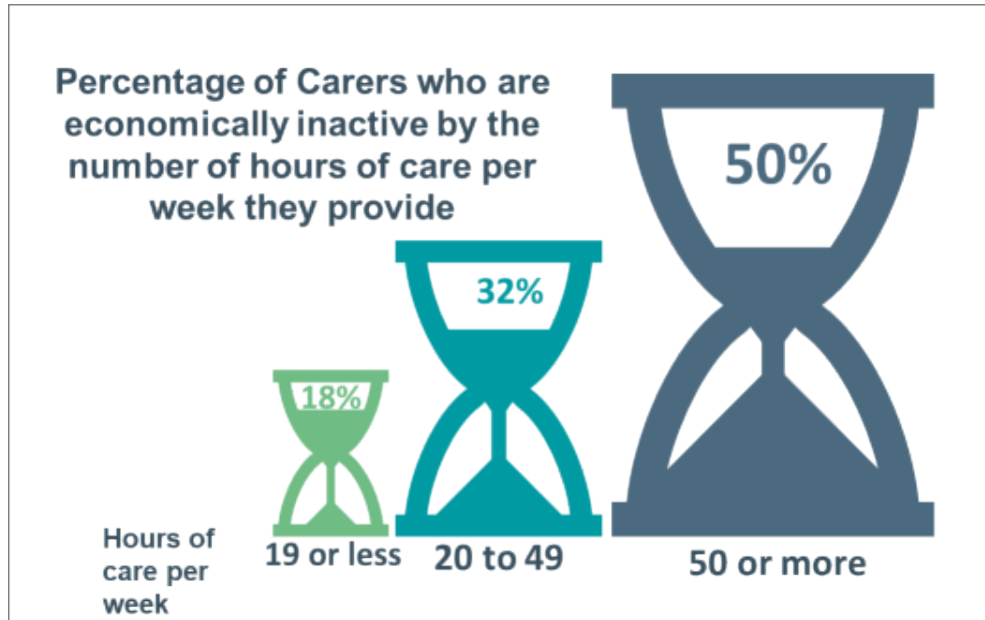 Percentage of Carers who are
economically inactive by the
number of hours of care per
week they provide
50%
32%
18%
Hours of
care per
week
19 or less
20 to 49
50 or more